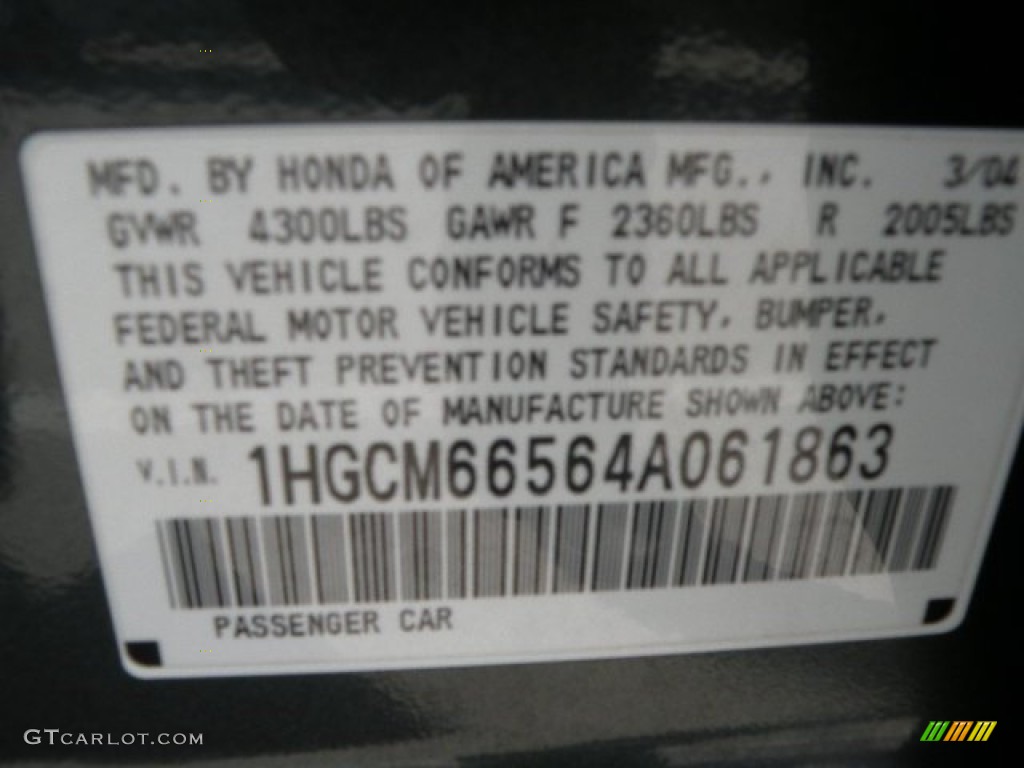 MFD. BY HONDA OF AMERICA MFG., INC. 3/04
GVWR 4300LBS GAWR F 2360LBS R 2005LBS
THIS VEHICLE CONFORMS TO ALL APPLICABLE
FEDERAL MOTOR VEHICLE SAFETY, BUMPER,
AND THEFT PREVENTION STANDARDS IN EFFECT
ON THE DATE OF MANUFACTURE SHOWN ABOVE:
V.I.N. 1HGCM66564A061863
PASSENGER CAR
GTCARLOT.COM